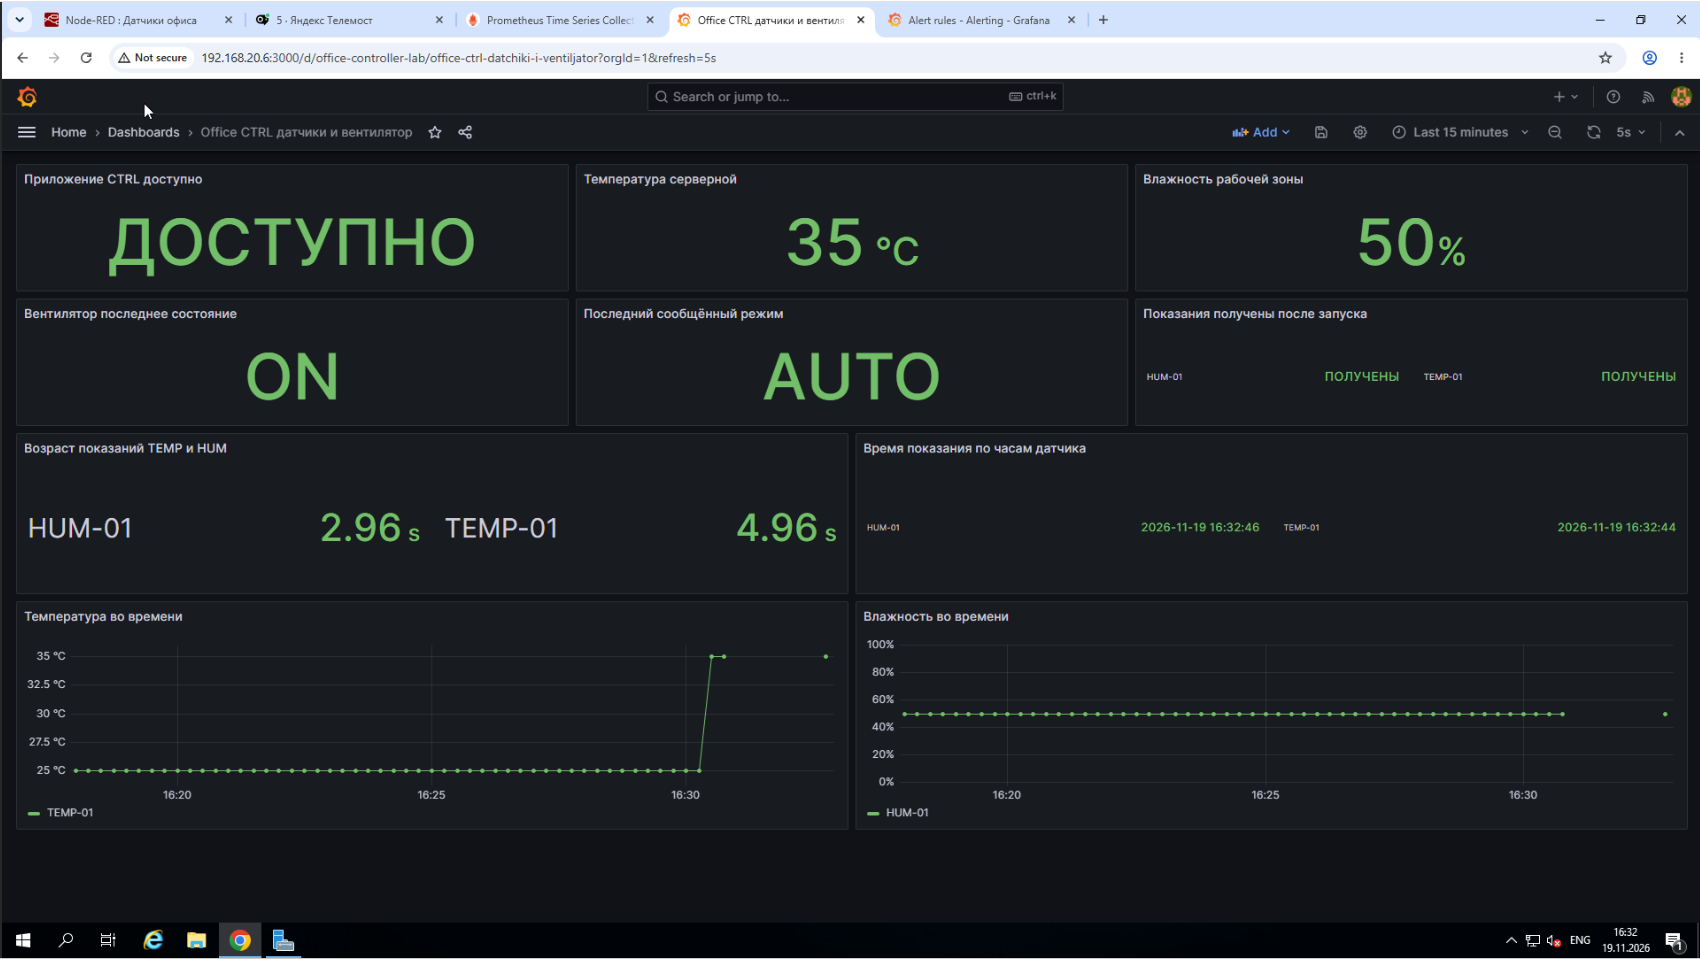 Node-RED : Датчики офиса
5 · Яндекс Телемост
Prometheus Time Series Collec
Office CTRL датчики и вентиля
Alert rules - Alerting - Grafana
Not secure
192.168.20.6:3000/d/office-controller-lab/office-ctrl-datchiki-i-ventiljator?orgId=1&refresh=5s
Search or jump to...
ctrl+k
Home › Dashboards › Office CTRL датчики и вентилятор
Add
Last 15 minutes
5s
Приложение CTRL доступно
ДОСТУПНО
Температура серверной
35 °C
Влажность рабочей зоны
50%
Вентилятор последнее состояние
ON
Последний сообщённый режим
AUTO
Показания получены после запуска
HUM-01 ПОЛУЧЕНЫ TEMP-01 ПОЛУЧЕНЫ
Возраст показаний TEMP и HUM
HUM-01 2.96 s TEMP-01 4.96 s
Время показания по часам датчика
HUM-01 2026-11-19 16:32:46 TEMP-01 2026-11-19 16:32:44
Температура во времени
35 °C
32.5 °C
30 °C
27.5 °C
25 °C
16:20 16:25 16:30
TEMP-01
Влажность во времени
100%
80%
60%
40%
20%
0%
16:20 16:25 16:30
HUM-01
ENG
16:32
19.11.2026
1